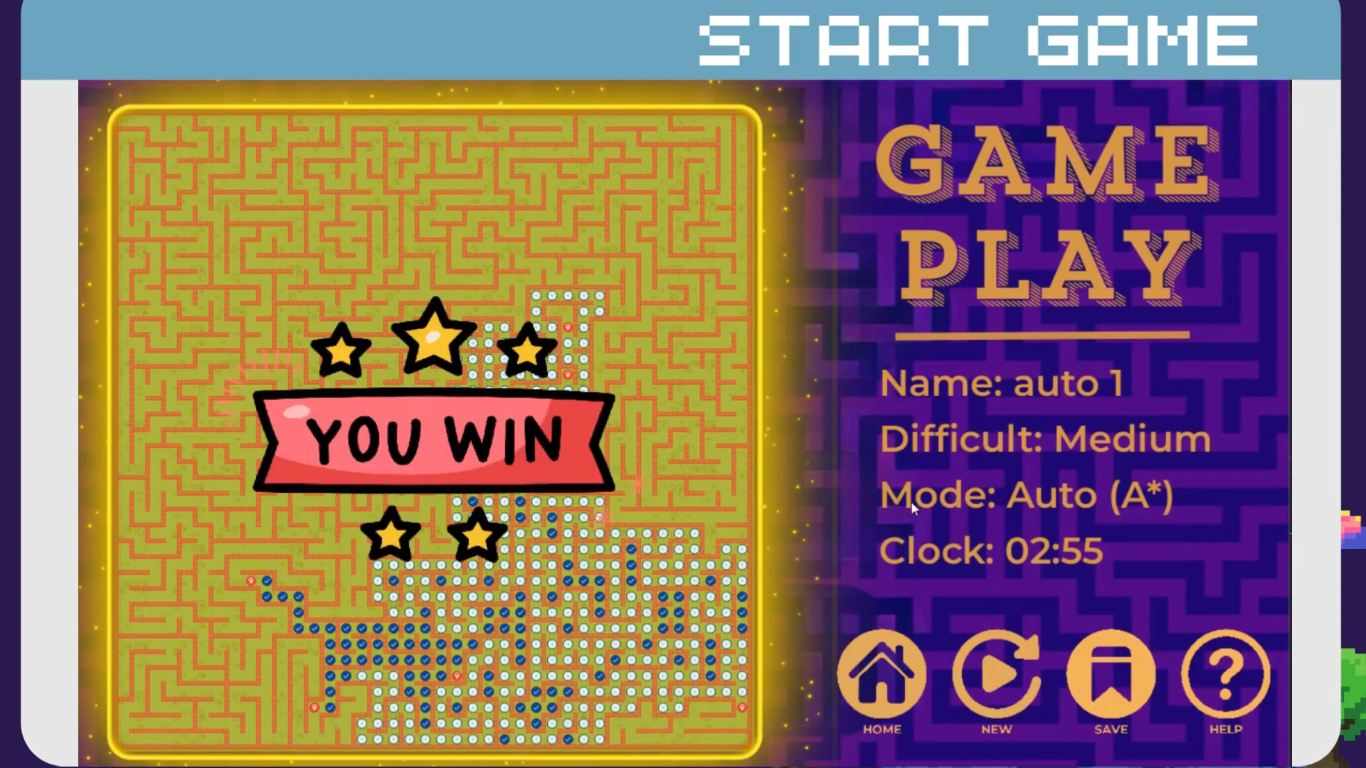 START GAME
GAME
PLAY
Name: auto 1
Difficult: Medium
Mode: Auto (A*)
Clock: 02:55
YOU WIN
HOME
NEW
SAVE
HELP